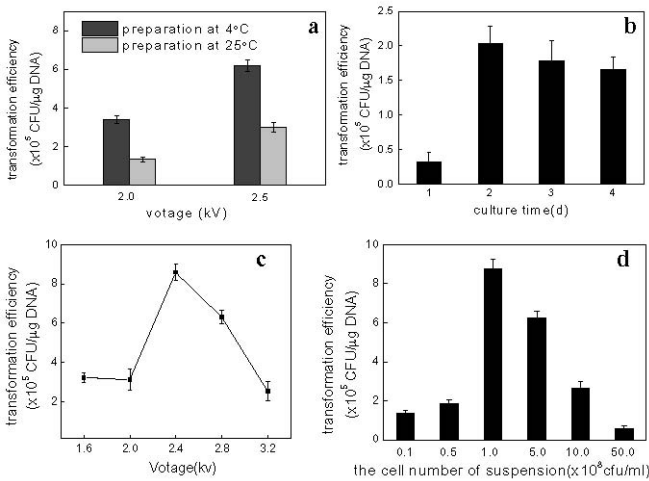 a
preparation at 4°C
preparation at 25°C
transformation efficiency
(x10⁵ CFU/μg DNA)
8
6
4
2
0
2.0
2.5
votage (kV)
b
transformation efficiency
(x10⁵ CFU/μg DNA)
2.5
2.0
1.5
1.0
0.5
0.0
1
2
3
4
culture time(d)
c
transformation efficiency
(x10⁵ CFU/μg DNA)
10
8
6
4
2
0
1.6
2.0
2.4
2.8
3.2
Votage(kv)
d
transformation efficiency
(x10⁵ CFU/μg DNA)
10
8
6
4
2
0
0.1
0.5
1.0
5.0
10.0
50.0
the cell number of suspension(x10⁸cfu/ml)